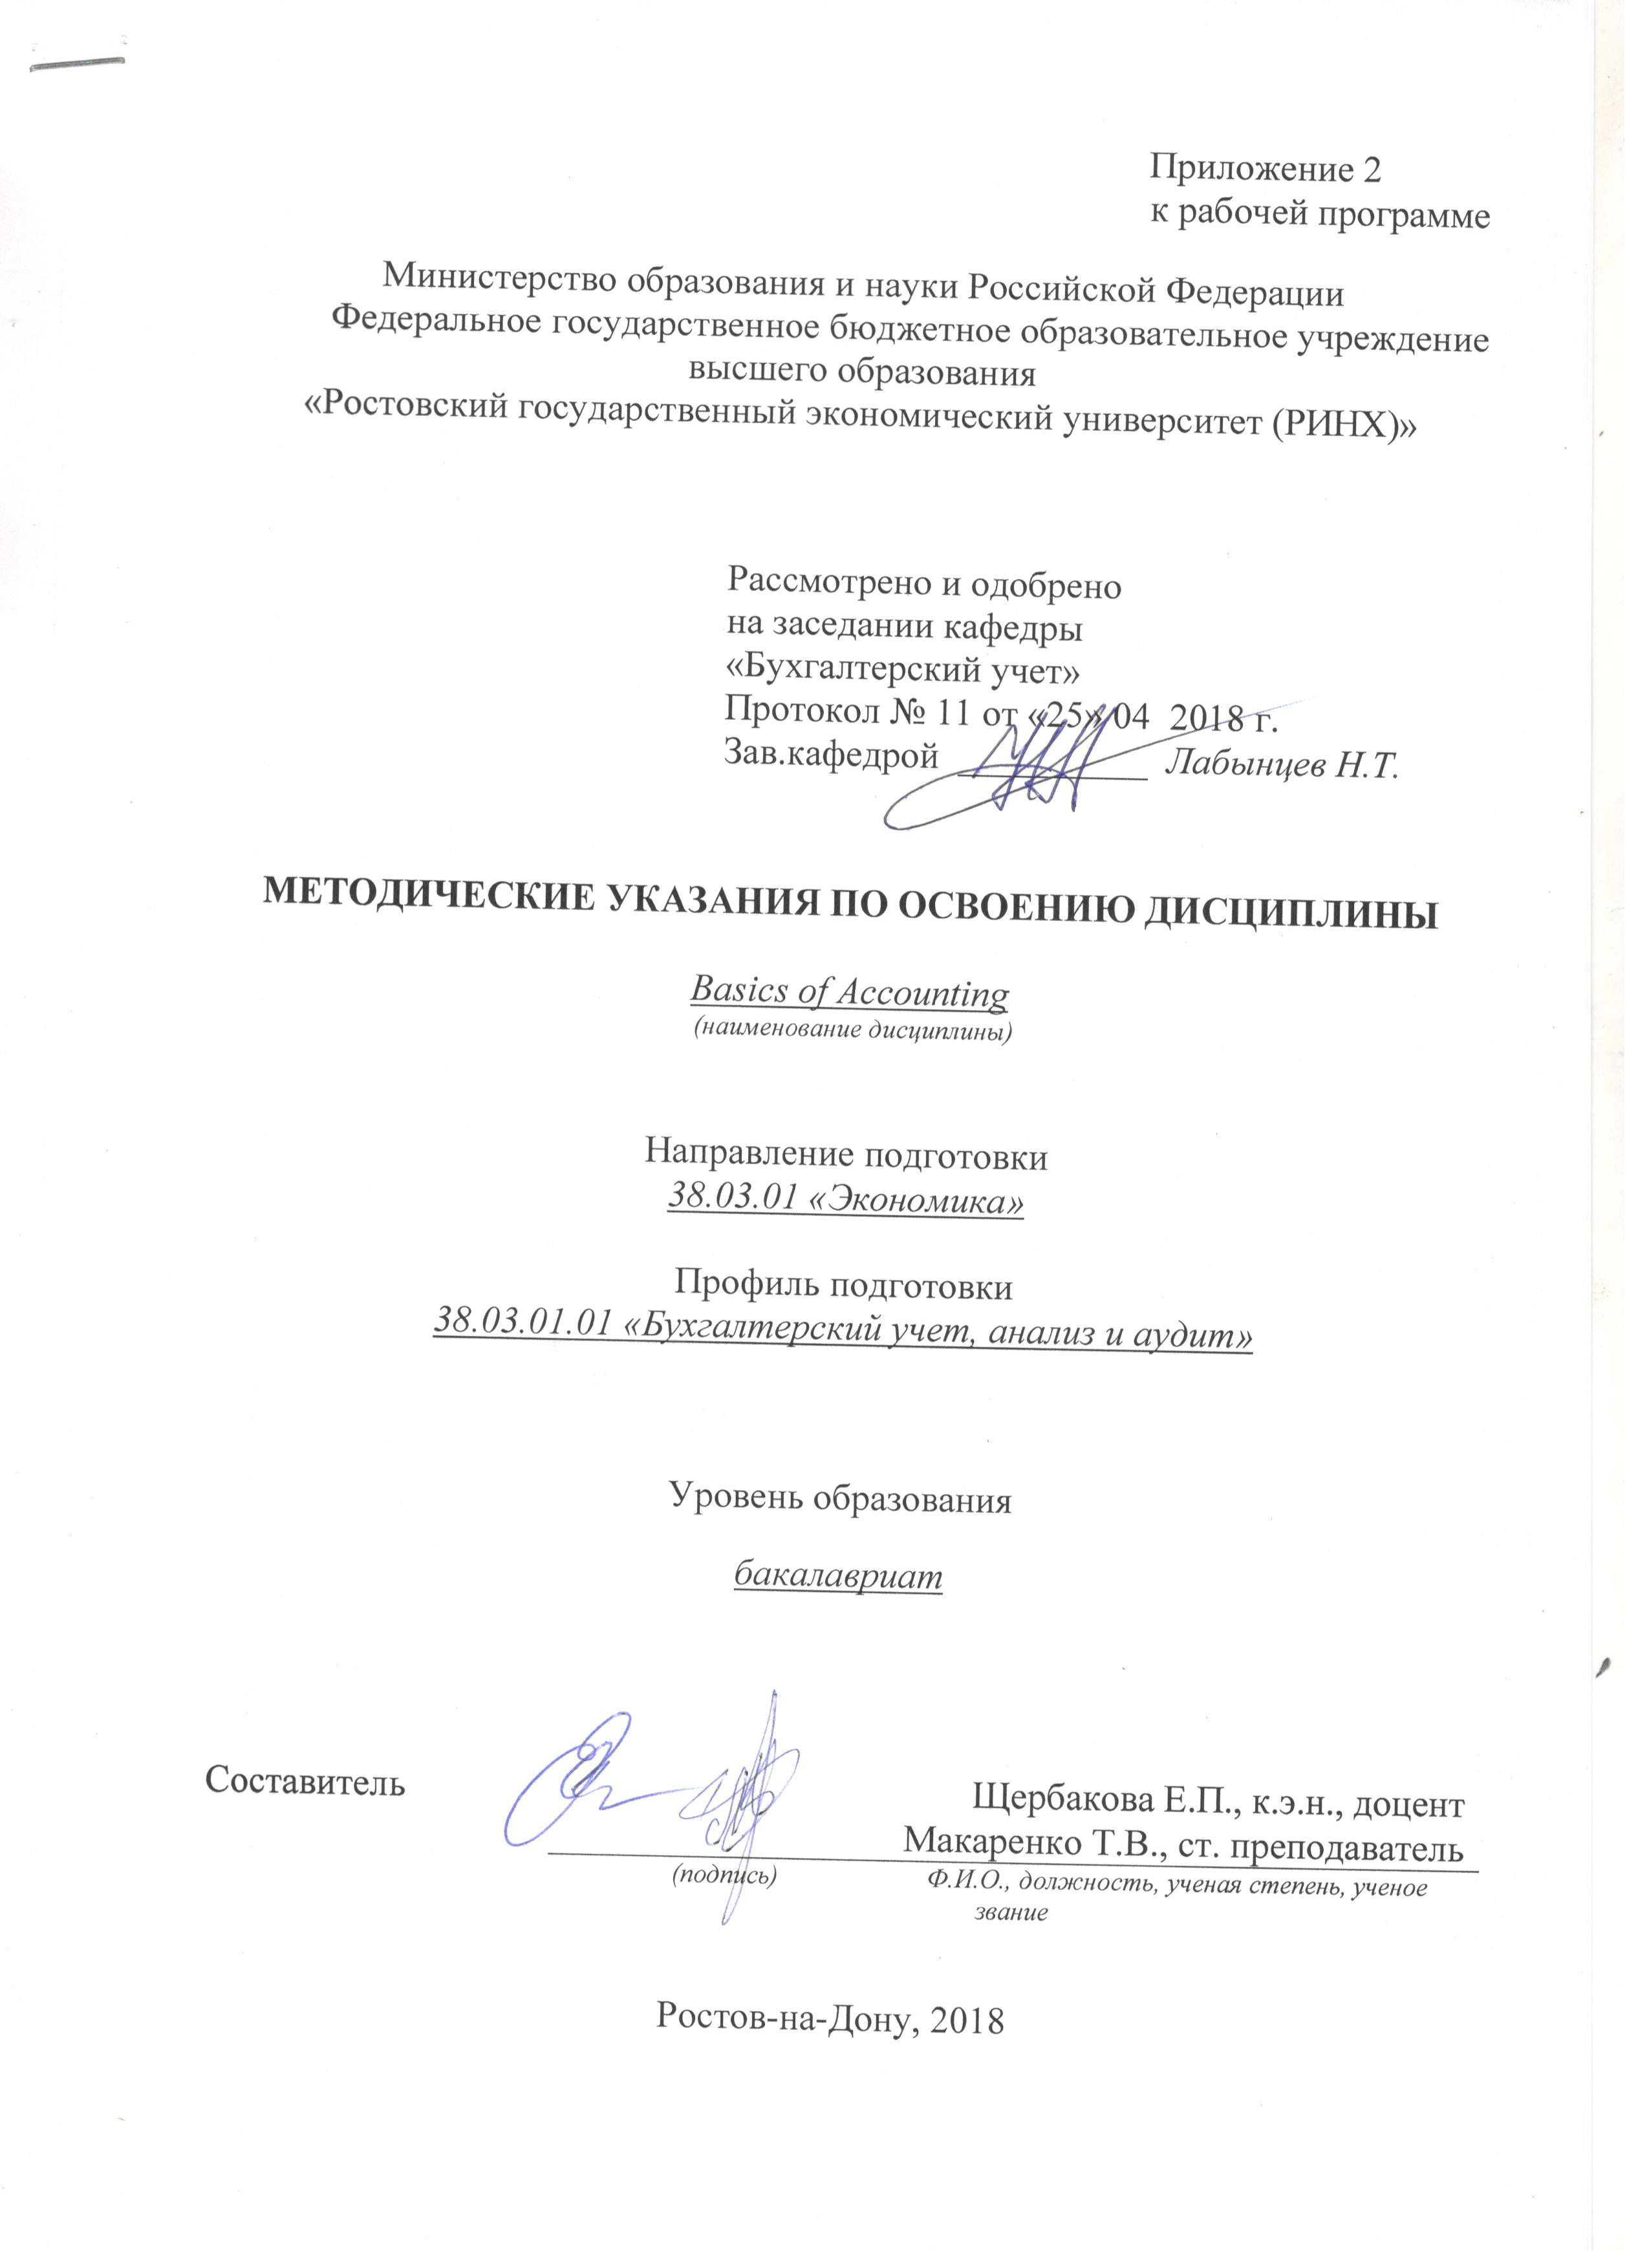 Приложение 2
к рабочей программе
Министерство образования и науки Российской Федерации
Федеральное государственное бюджетное образовательное учреждение
высшего образования
«Ростовский государственный экономический университет (РИНХ)»
Рассмотрено и одобрено
на заседании кафедры
«Бухгалтерский учет»
Протокол № 11 от «25» 04 2018 г.
Зав.кафедрой Лабынцев Н.Т.
МЕТОДИЧЕСКИЕ УКАЗАНИЯ ПО ОСВОЕНИЮ ДИСЦИПЛИНЫ
Basics of Accounting
(наименование дисциплины)
Направление подготовки
38.03.01 «Экономика»
Профиль подготовки
38.03.01.01 «Бухгалтерский учет, анализ и аудит»
Уровень образования
бакалавриат
Составитель Щербакова Е.П., к.э.н., доцент
Макаренко Т.В., ст. преподаватель
(подпись) Ф.И.О., должность, ученая степень, ученое
звание
Ростов-на-Дону, 2018